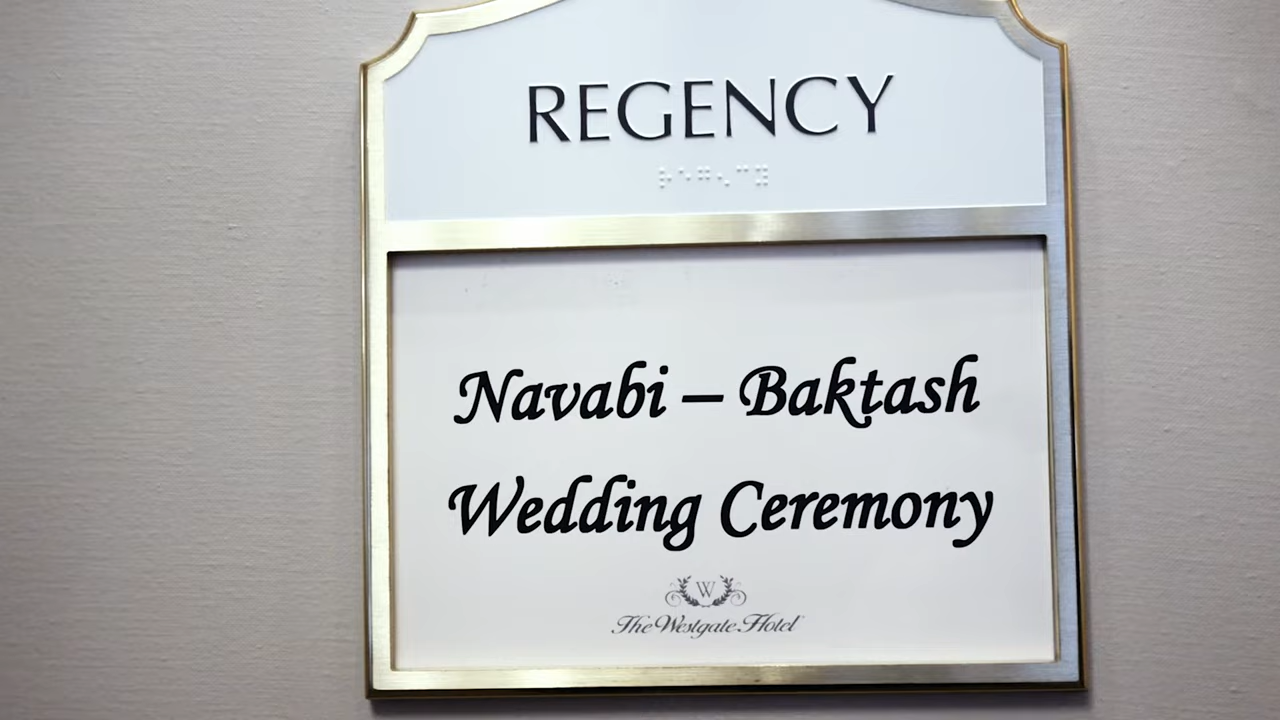 REGENCY
Navabi – Baktash
Wedding Ceremony
W
The Westgate Hotel